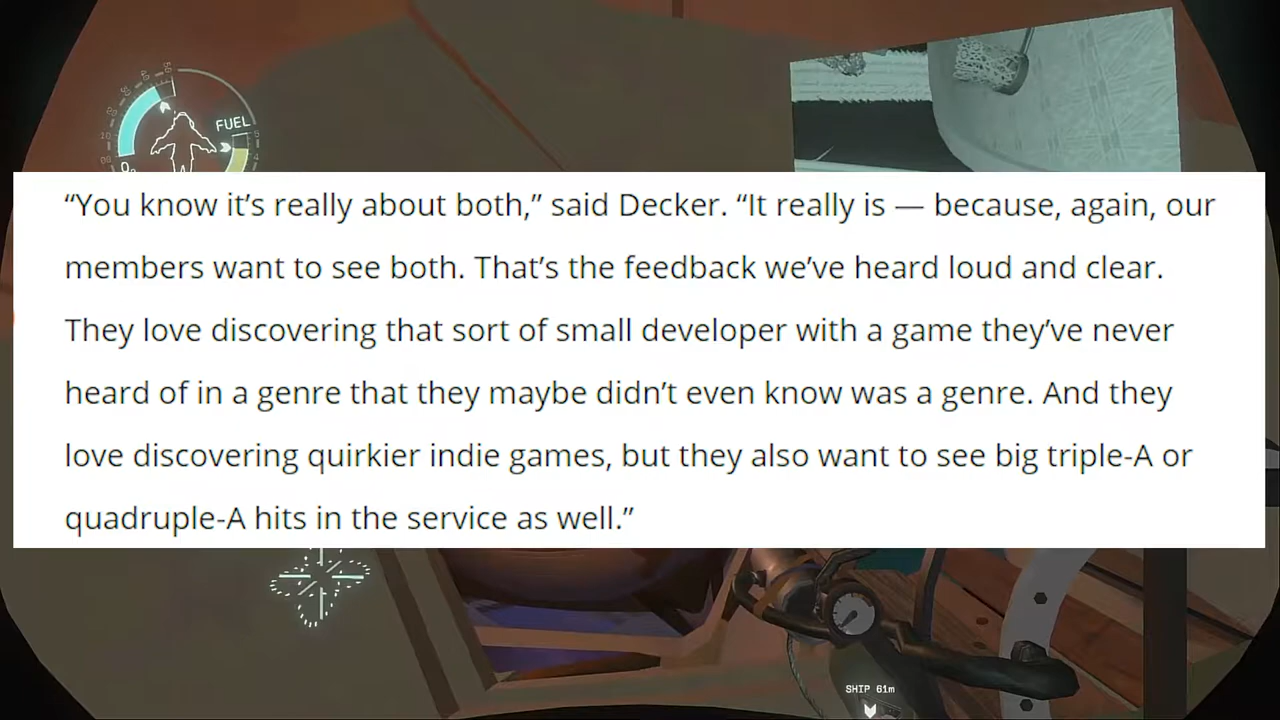 FUEL
O₂
“You know it’s really about both,” said Decker. “It really is — because, again, our
members want to see both. That’s the feedback we’ve heard loud and clear.
They love discovering that sort of small developer with a game they’ve never
heard of in a genre that they maybe didn’t even know was a genre. And they
love discovering quirkier indie games, but they also want to see big triple-A or
quadruple-A hits in the service as well.”
SHIP 61m